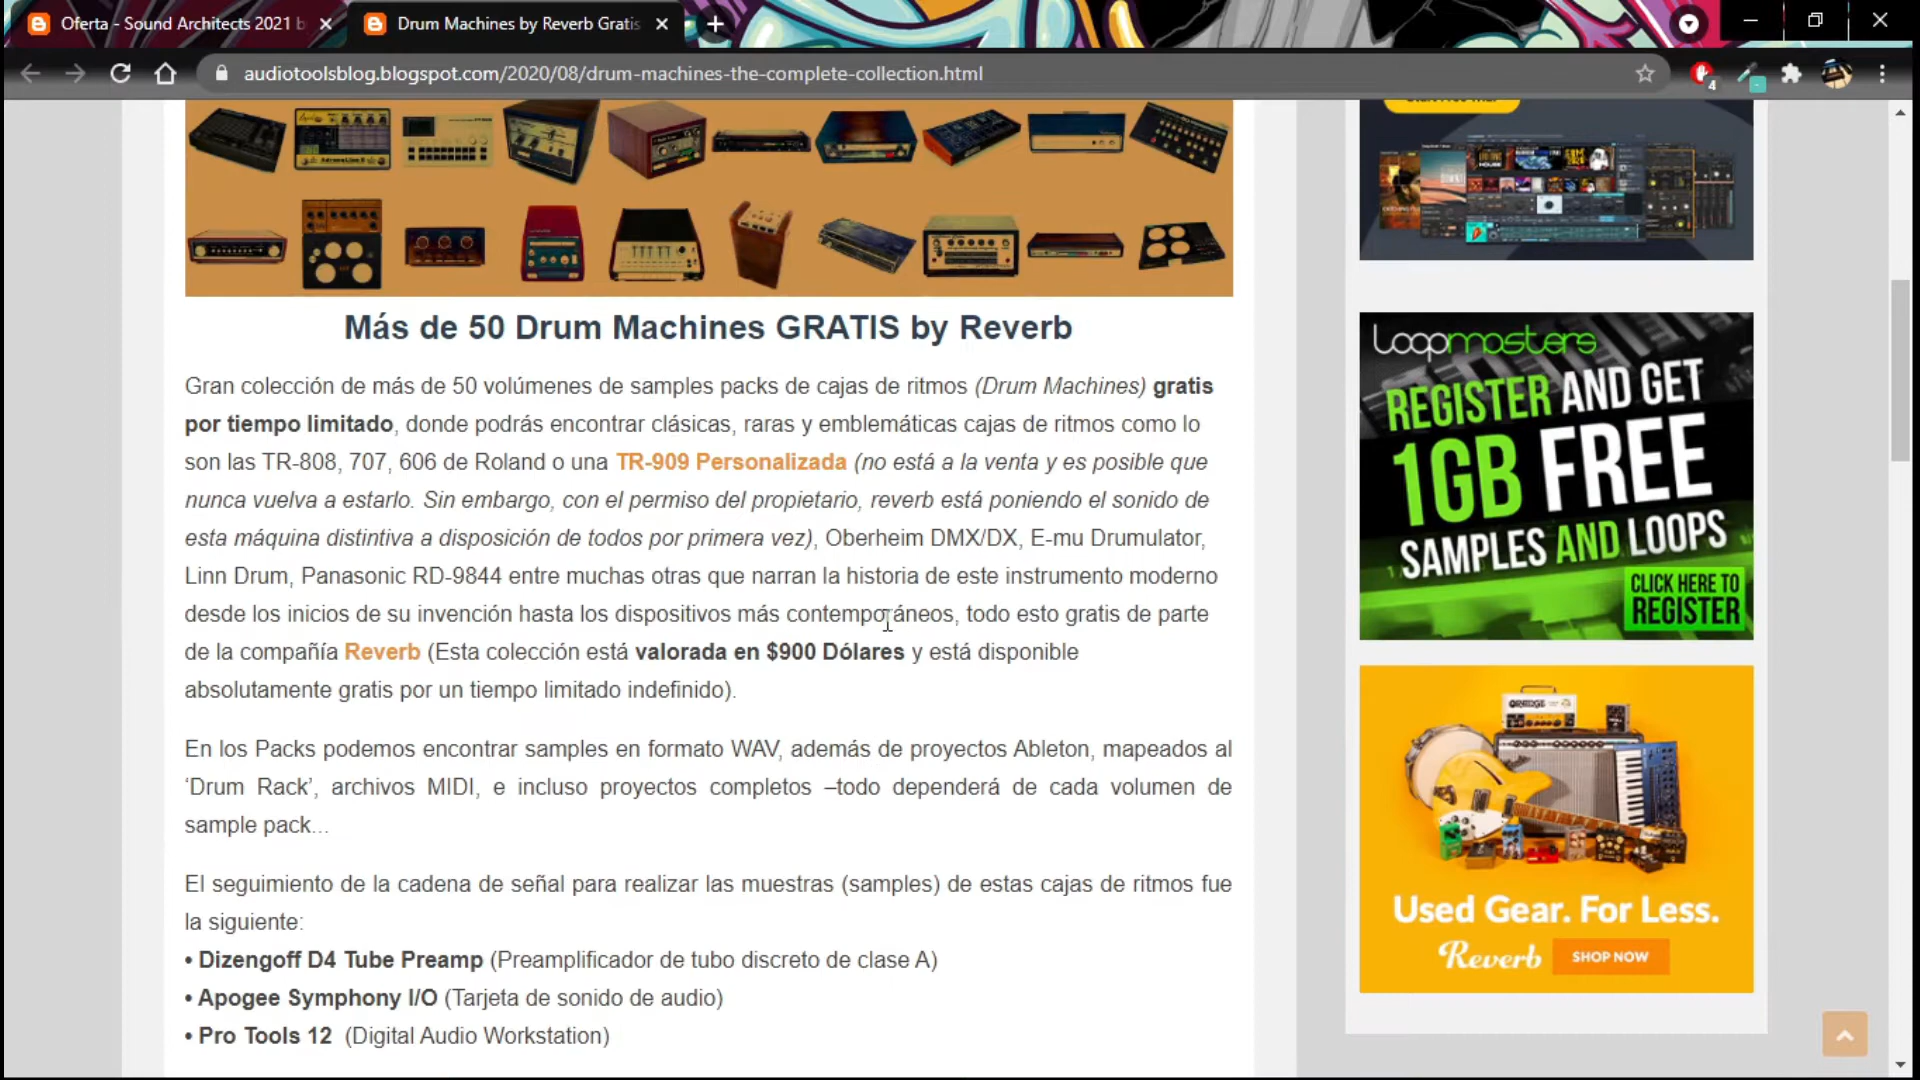 Oferta - Sound Architects 2021 b
Drum Machines by Reverb Gratis
audiotoolsblog.blogspot.com/2020/08/drum-machines-the-complete-collection.html
4
Más de 50 Drum Machines GRATIS by Reverb
Gran colección de más de 50 volúmenes de samples packs de cajas de ritmos (Drum Machines) gratis
por tiempo limitado, donde podrás encontrar clásicas, raras y emblemáticas cajas de ritmos como lo
son las TR-808, 707, 606 de Roland o una TR-909 Personalizada (no está a la venta y es posible que
nunca vuelva a estarlo. Sin embargo, con el permiso del propietario, reverb está poniendo el sonido de
esta máquina distintiva a disposición de todos por primera vez), Oberheim DMX/DX, E-mu Drumulator,
Linn Drum, Panasonic RD-9844 entre muchas otras que narran la historia de este instrumento moderno
desde los inicios de su invención hasta los dispositivos más contemporáneos, todo esto gratis de parte
de la compañía Reverb (Esta colección está valorada en $900 Dólares y está disponible
absolutamente gratis por un tiempo limitado indefinido).
En los Packs podemos encontrar samples en formato WAV, además de proyectos Ableton, mapeados al
‘Drum Rack’, archivos MIDI, e incluso proyectos completos –todo dependerá de cada volumen de
sample pack...
El seguimiento de la cadena de señal para realizar las muestras (samples) de estas cajas de ritmos fue
la siguiente:
• Dizengoff D4 Tube Preamp (Preamplificador de tubo discreto de clase A)
• Apogee Symphony I/O (Tarjeta de sonido de audio)
• Pro Tools 12 (Digital Audio Workstation)
Loopmasters
REGISTER AND GET
1GB FREE
SAMPLES AND LOOPS
CLICK HERE TO
REGISTER
ORANGE
Used Gear. For Less.
Reverb SHOP NOW